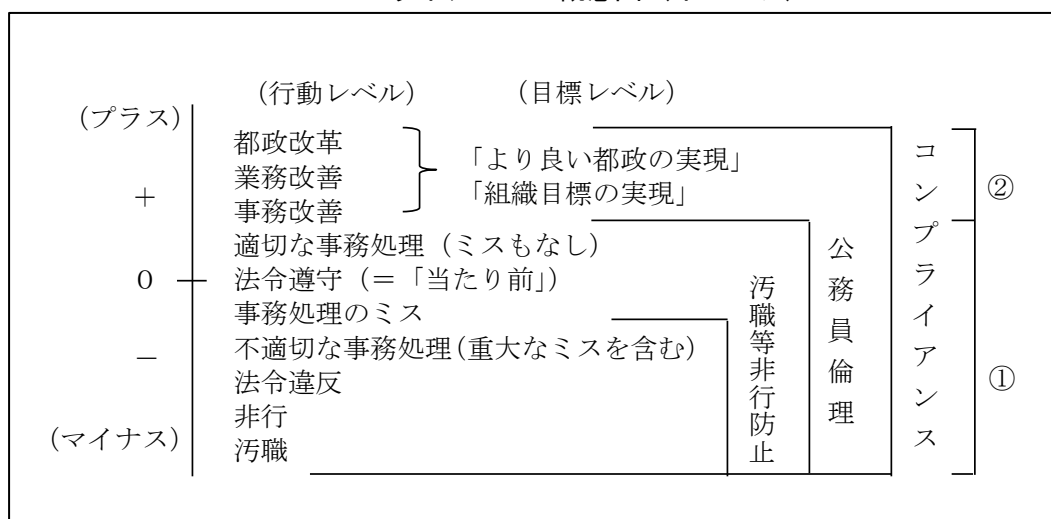 (行動レベル) (目標レベル)
(プラス)
都政改革
業務改善
事務改善
「より良い都政の実現」
「組織目標の実現」
+
適切な事務処理(ミスもなし)
0
法令遵守(=「当たり前」)
事務処理のミス
−
不適切な事務処理(重大なミスを含む)
法令違反
非行
(マイナス)
汚職
汚職等非行防止
公務員倫理
コンプライアンス
②
①